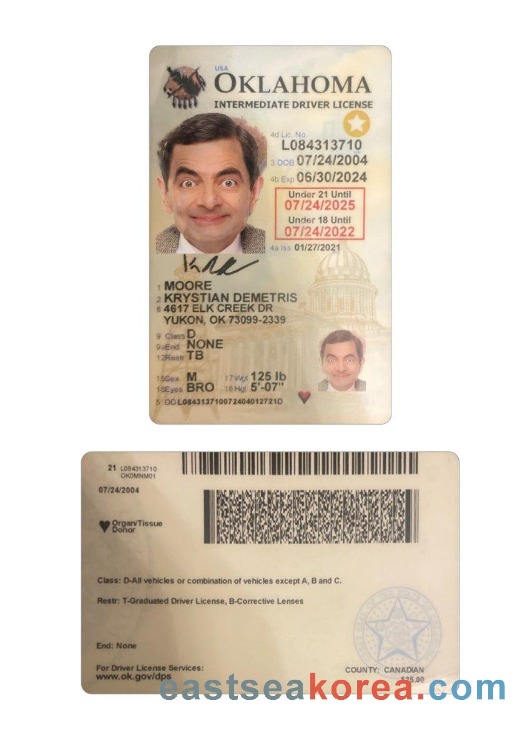 USA
OKLAHOMA
INTERMEDIATE DRIVER LICENSE
4d Lic. No.
L084313710
3 DOB 07/24/2004
4b Exp 06/30/2024
Under 21 Until
07/24/2025
Under 18 Until
07/24/2022
4a Iss 01/27/2021
1 MOORE
2 KRYSTIAN DEMETRIS
8 4617 ELK CREEK DR
YUKON, OK 73099-2339
9 Class D
9a End NONE
12 Restr TB
15 Sex M 17 Wgt 125 lb
18 Eyes BRO 16 Hgt 5'-07"
5 DD L084313710072404012721D
21 L084313710
OK0MNM01
07/24/2004
Organ/Tissue
Donor
Class: D-All vehicles or combination of vehicles except A, B and C.
Restr: T-Graduated Driver License, B-Corrective Lenses
End: None
For Driver License Services:
www.ok.gov/dps
COUNTY: CANADIAN
$25.00
eastseakorea.com